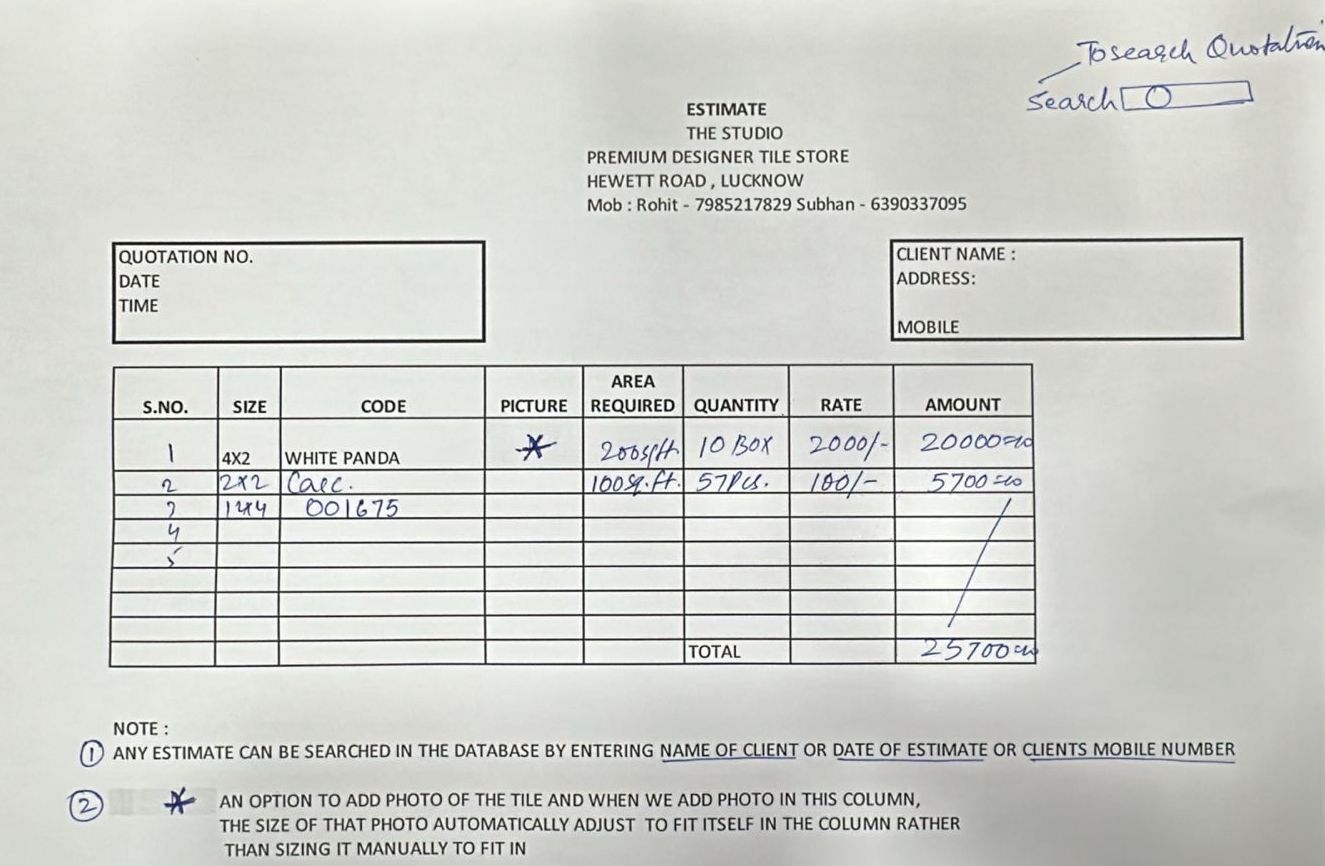 To search Quotation
Search
ESTIMATE
THE STUDIO
PREMIUM DESIGNER TILE STORE
HEWETT ROAD , LUCKNOW
Mob : Rohit - 7985217829 Subhan - 6390337095
QUOTATION NO.
DATE
TIME
CLIENT NAME :
ADDRESS:
MOBILE
S.NO. SIZE CODE PICTURE AREA REQUIRED QUANTITY RATE AMOUNT
1 4X2 WHITE PANDA * 200sqft 10 BOX 2000/- 20000=00
2 2X2 100sq.ft. 57Pcs. 100/- 5700=00
3 1X4 001675
4
5
TOTAL 25700=00
NOTE :
1 ANY ESTIMATE CAN BE SEARCHED IN THE DATABASE BY ENTERING NAME OF CLIENT OR DATE OF ESTIMATE OR CLIENTS MOBILE NUMBER
2 * AN OPTION TO ADD PHOTO OF THE TILE AND WHEN WE ADD PHOTO IN THIS COLUMN,
THE SIZE OF THAT PHOTO AUTOMATICALLY ADJUST TO FIT ITSELF IN THE COLUMN RATHER
THAN SIZING IT MANUALLY TO FIT IN